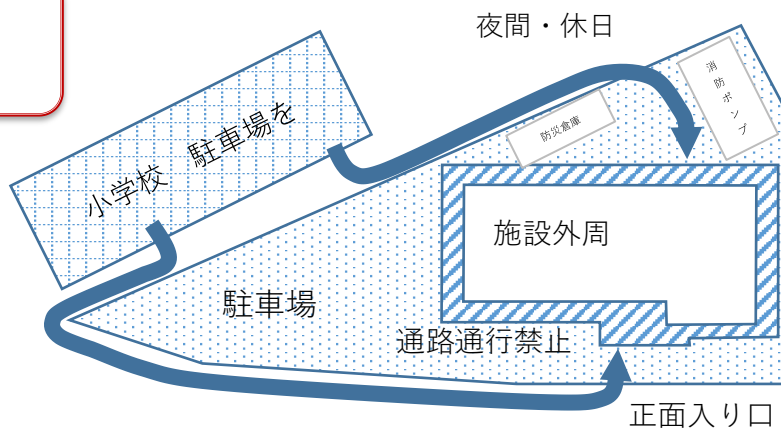 夜間・休日
消防ポンプ
防災倉庫
小学校 駐車場を
施設外周
駐車場
通路通行禁止
正面入り口